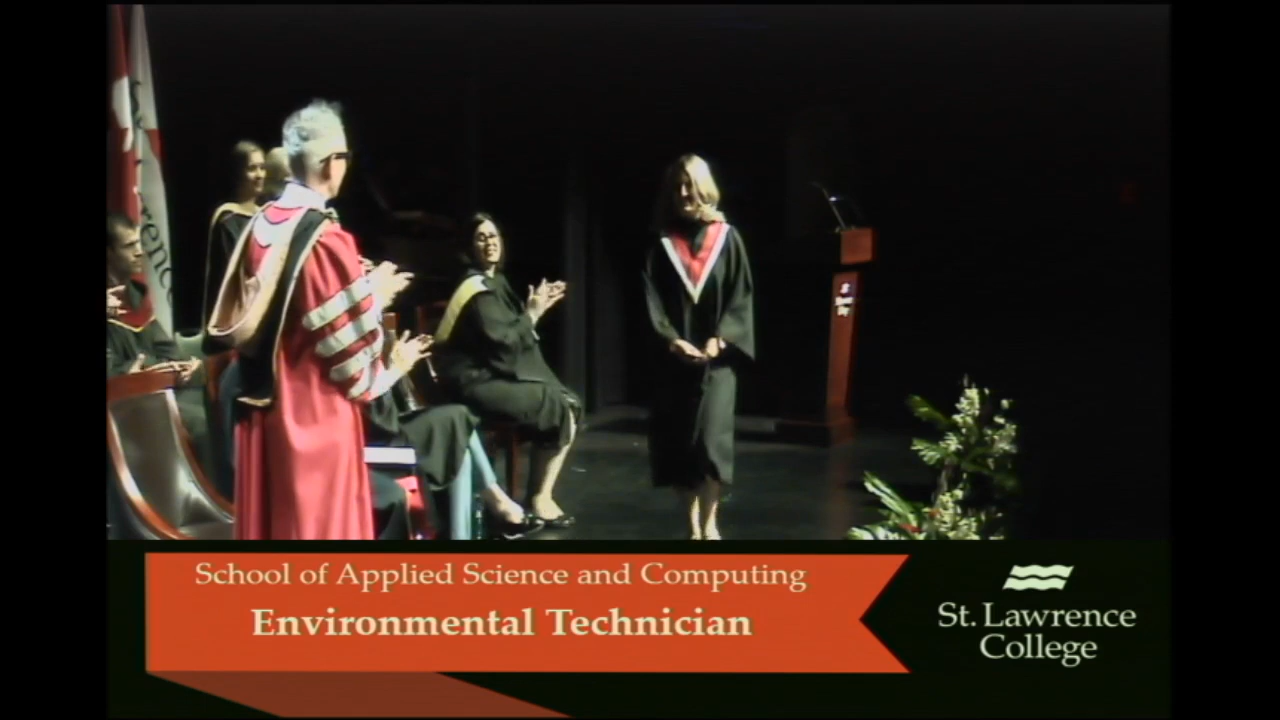 School of Applied Science and Computing
Environmental Technician
St. Lawrence
College